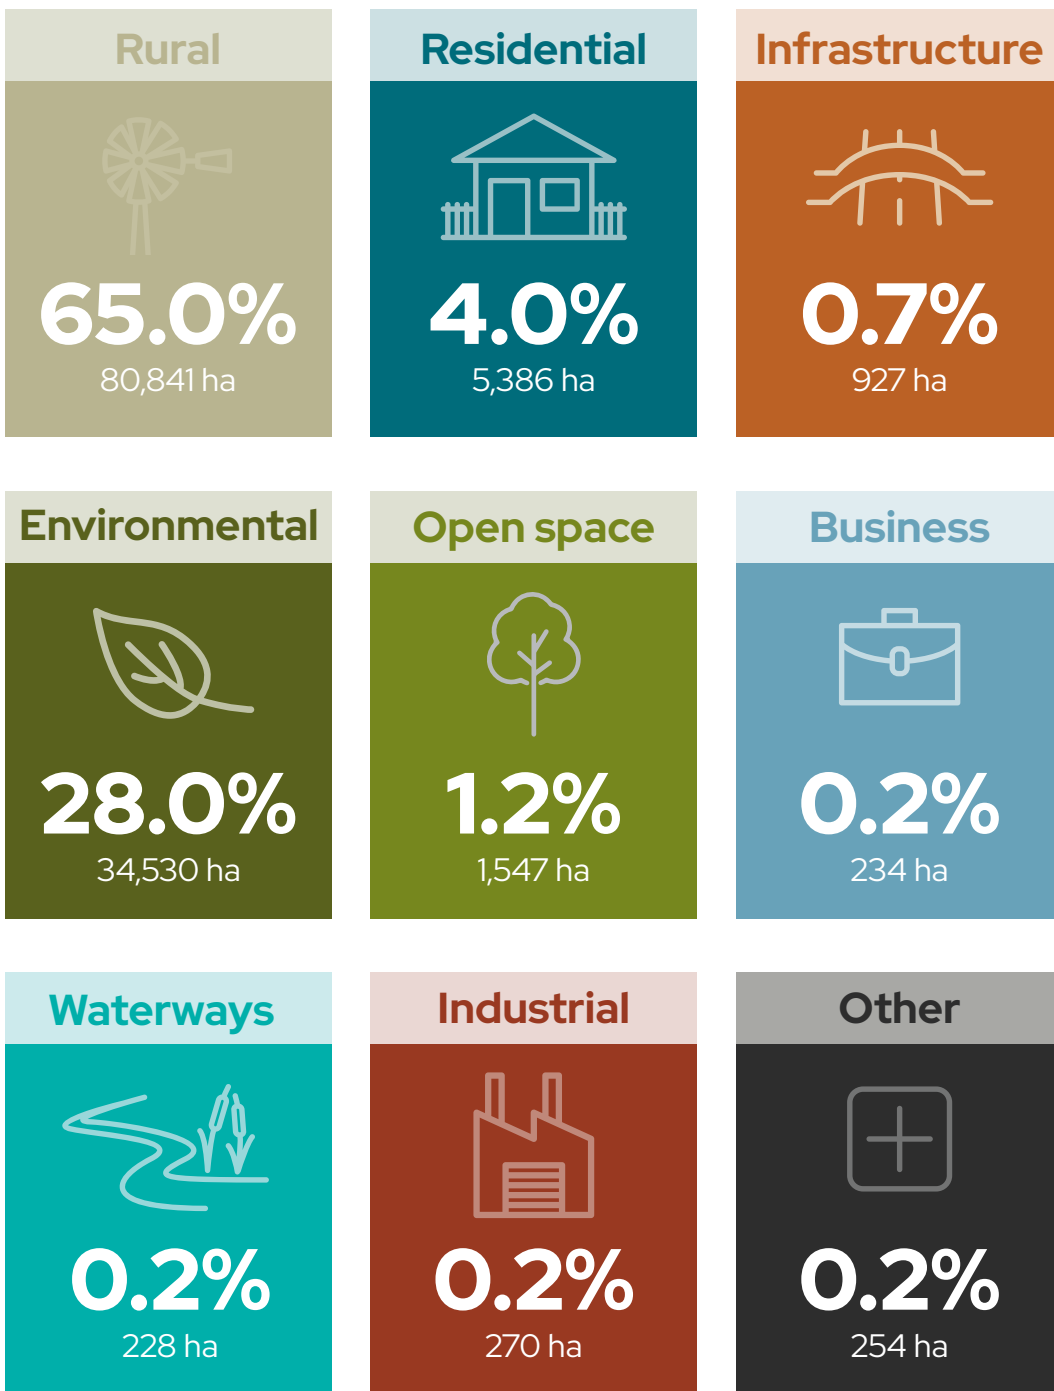 Rural
65.0%
80,841 ha
Residential
4.0%
5,386 ha
Infrastructure
0.7%
927 ha
Environmental
28.0%
34,530 ha
Open space
1.2%
1,547 ha
Business
0.2%
234 ha
Waterways
0.2%
228 ha
Industrial
0.2%
270 ha
Other
0.2%
254 ha